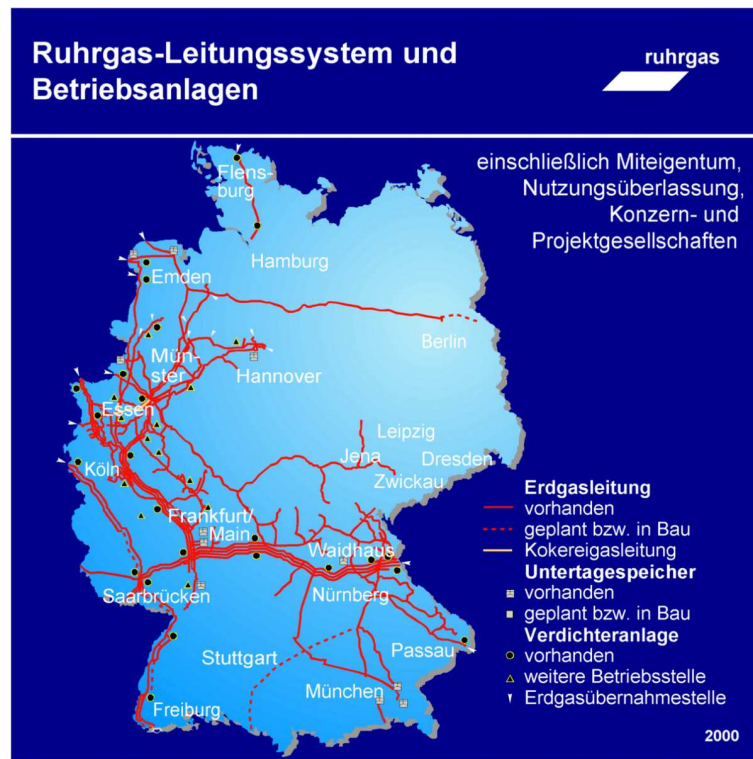 Ruhrgas-Leitungssystem und
Betriebsanlagen
ruhrgas
einschließlich Miteigentum,
Nutzungsüberlassung,
Konzern- und
Projektgesellschaften
Flens-
burg
Hamburg
Emden
Berlin
Mün-
ster
Hannover
Essen
Leipzig
Jena
Dresden
Köln
Zwickau
Frankfurt/
Main
Waidhaus
Saarbrücken
Nürnberg
Stuttgart
Passau
München
Freiburg
Erdgasleitung
vorhanden
geplant bzw. in Bau
Kokereigasleitung
Untertagespeicher
vorhanden
geplant bzw. in Bau
Verdichteranlage
vorhanden
weitere Betriebsstelle
Erdgasübernahmestelle
2000